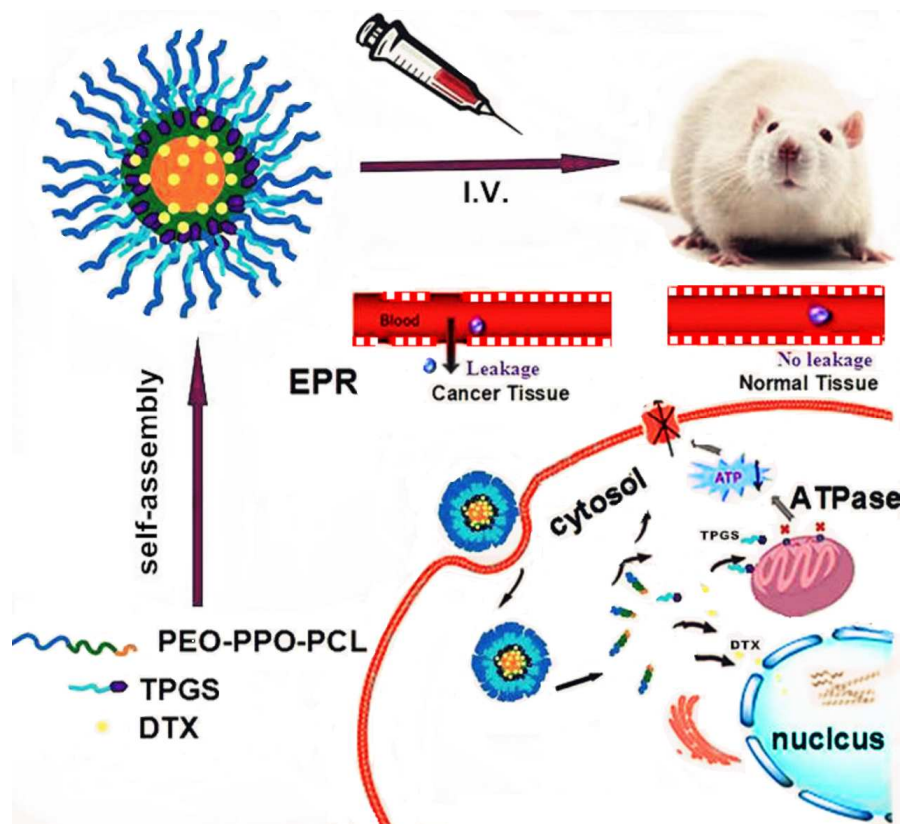 I.V.
Blood
Leakage
Cancer Tissue
No leakage
Normal Tissue
EPR
self-assembly
cytosol
ATP
ATPase
TPGS
DTX
nucicus
PEO-PPO-PCL
TPGS
DTX